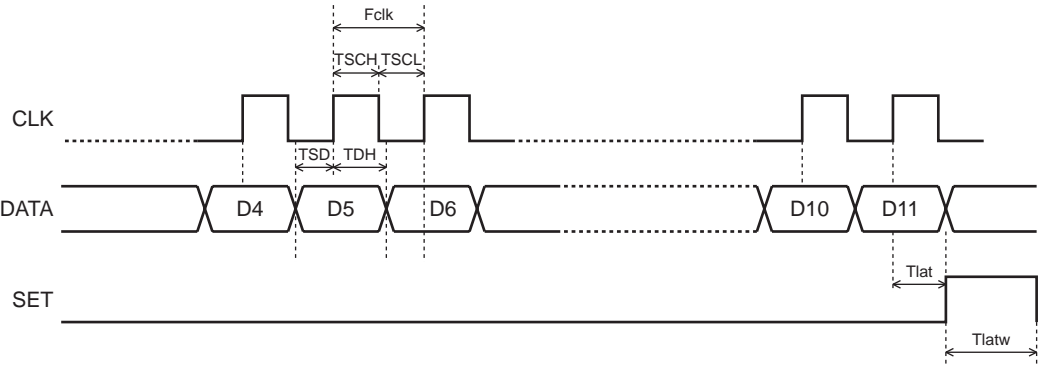 Fclk
TSCH TSCL
CLK
TSD TDH
DATA D4 D5 D6 D10 D11
Tlat
SET
Tlatw